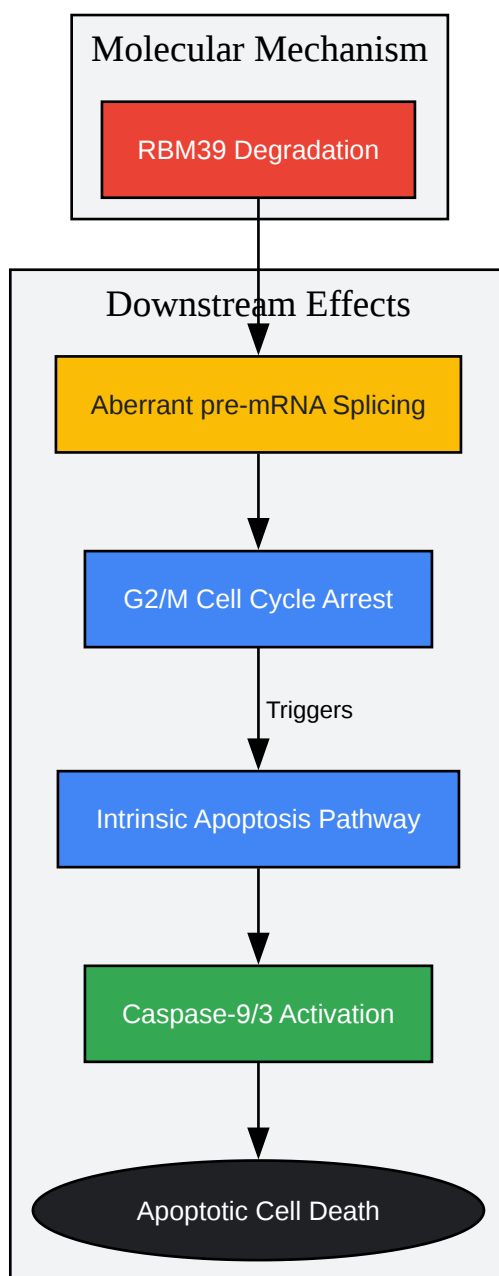 Molecular Mechanism
RBM39 Degradation
Downstream Effects
Aberrant pre-mRNA Splicing
G2/M Cell Cycle Arrest
Triggers
Intrinsic Apoptosis Pathway
Caspase-9/3 Activation
Apoptotic Cell Death